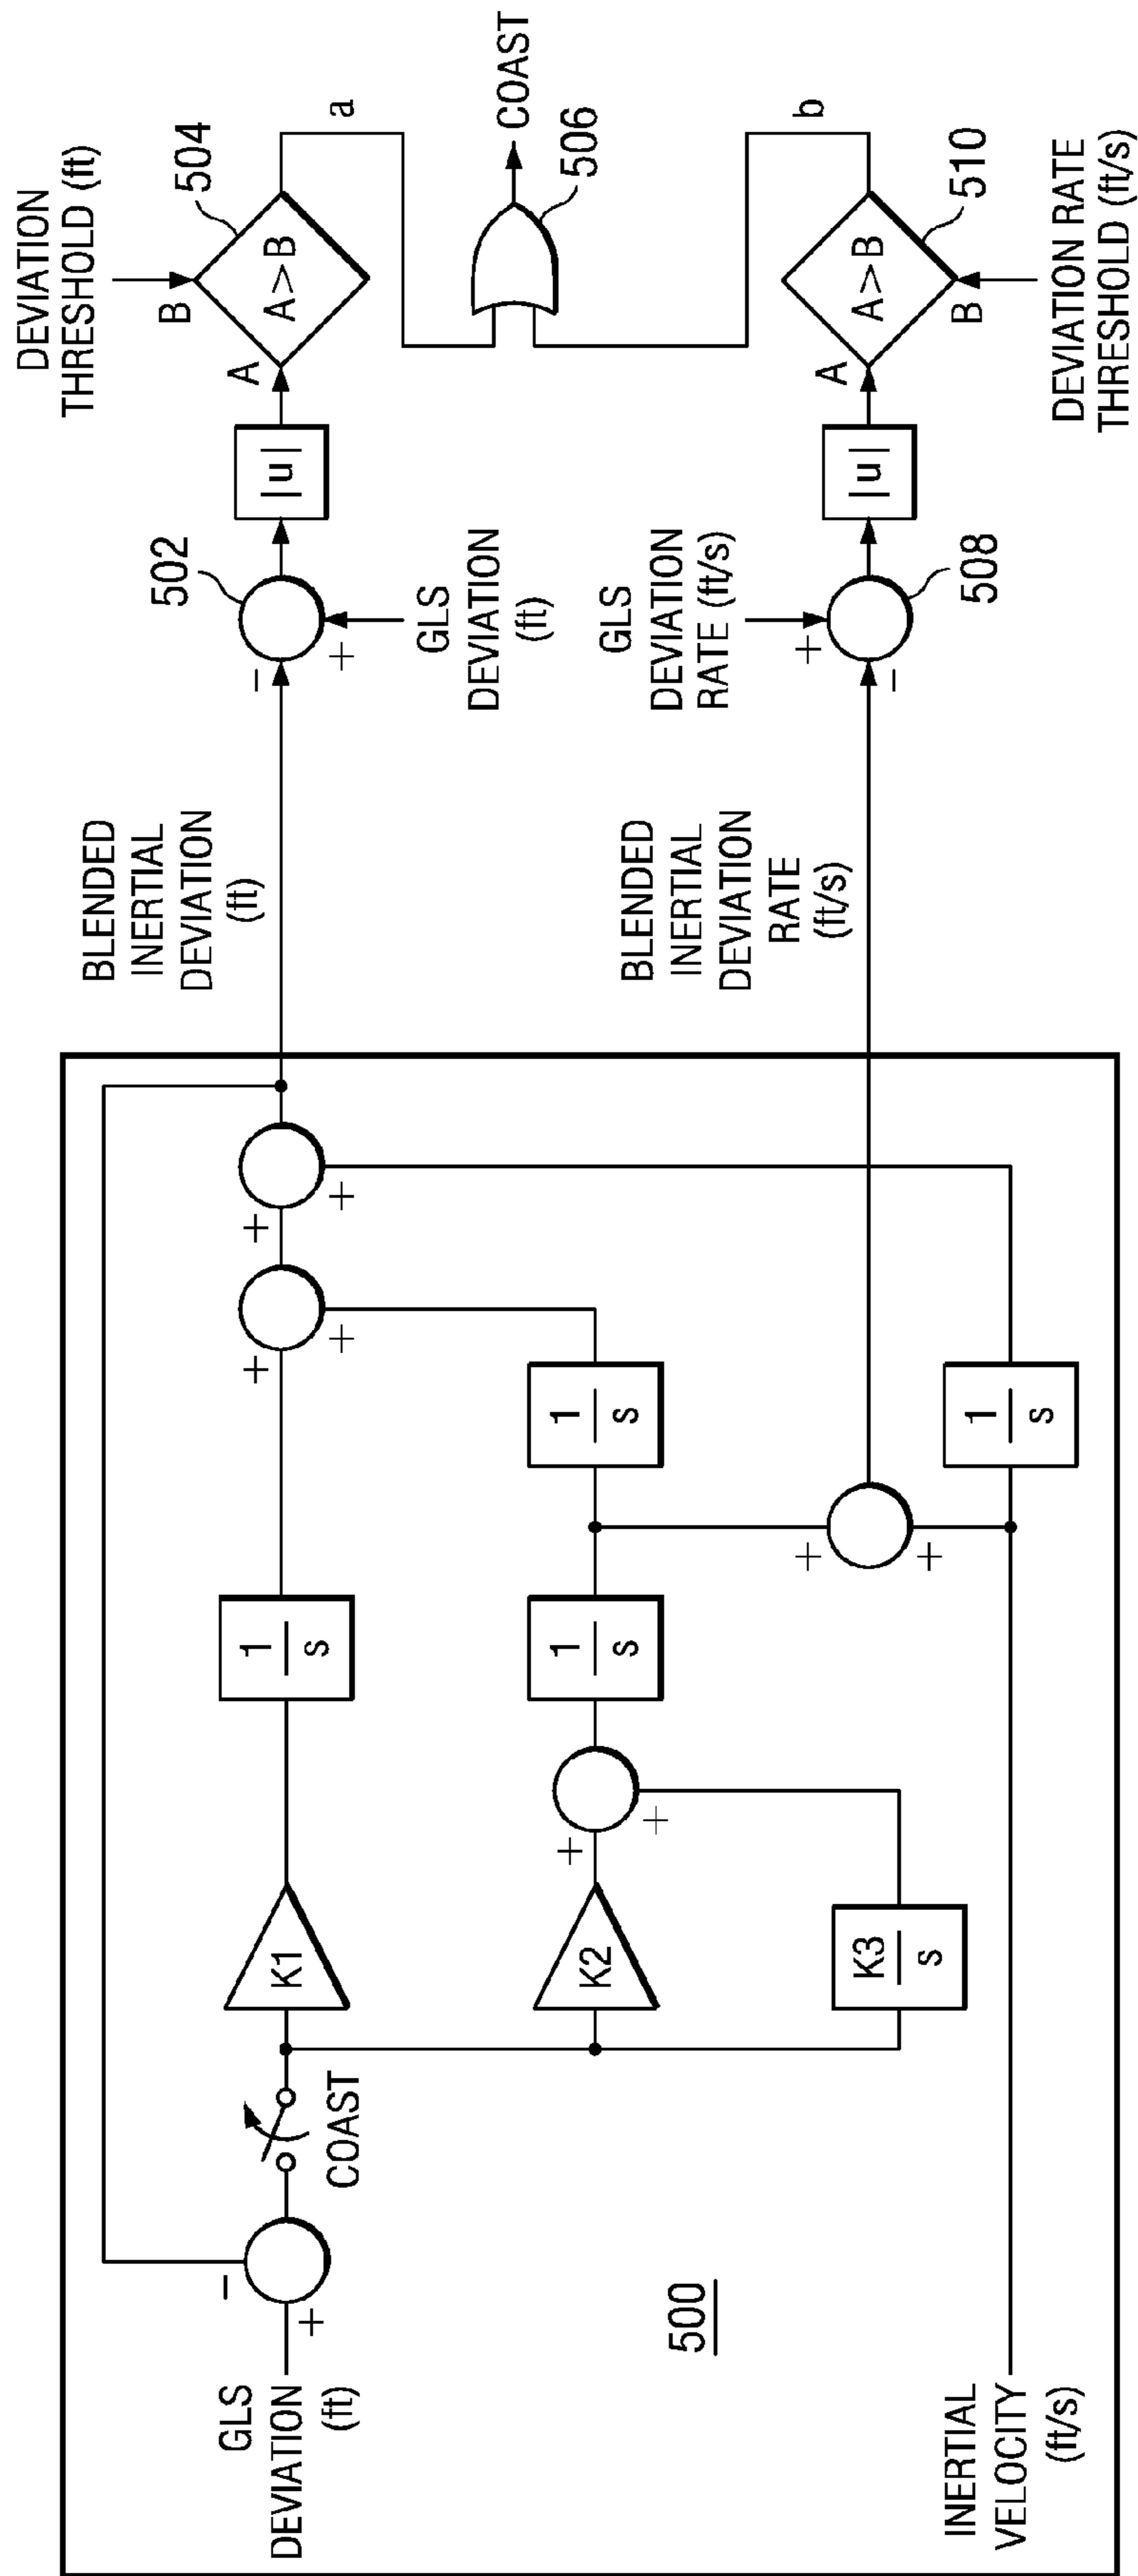 GLS
DEVIATION
(ft)
−
+
COAST
K1
1
s
+
+
+
+
K2
+
+
1
s
1
s
K3
s
+
+
1
s
INERTIAL
VELOCITY
(ft/s)
500
BLENDED
INERTIAL
DEVIATION
(ft)
BLENDED
INERTIAL
DEVIATION
RATE
(ft/s)
−
+
502
GLS
DEVIATION
(ft)
|u|
A
B
A>B
504
DEVIATION
THRESHOLD (ft)
a
COAST
506
GLS
DEVIATION
RATE (ft/s)
+
−
508
|u|
A
B
A>B
510
b
DEVIATION RATE
THRESHOLD (ft/s)